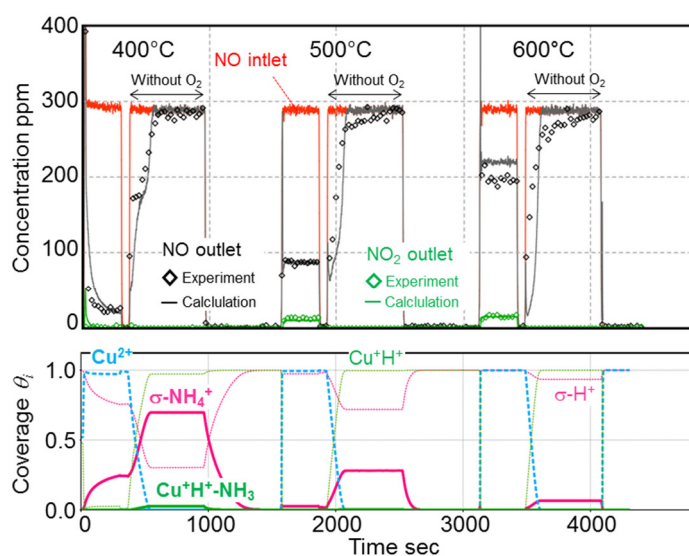 400
300
200
100
0
Concentration ppm
400°C
500°C
600°C
NO intlet
Without O₂
Without O₂
Without O₂
NO outlet
Experiment
Calclulation
NO₂ outlet
Experiment
Calclulation
1.0
0.5
0.0
Coverage θᵢ
Cu²⁺
σ-NH₄⁺
Cu⁺H⁺-NH₃
Cu⁺H⁺
σ-H⁺
0
1000
2000
3000
4000
Time sec